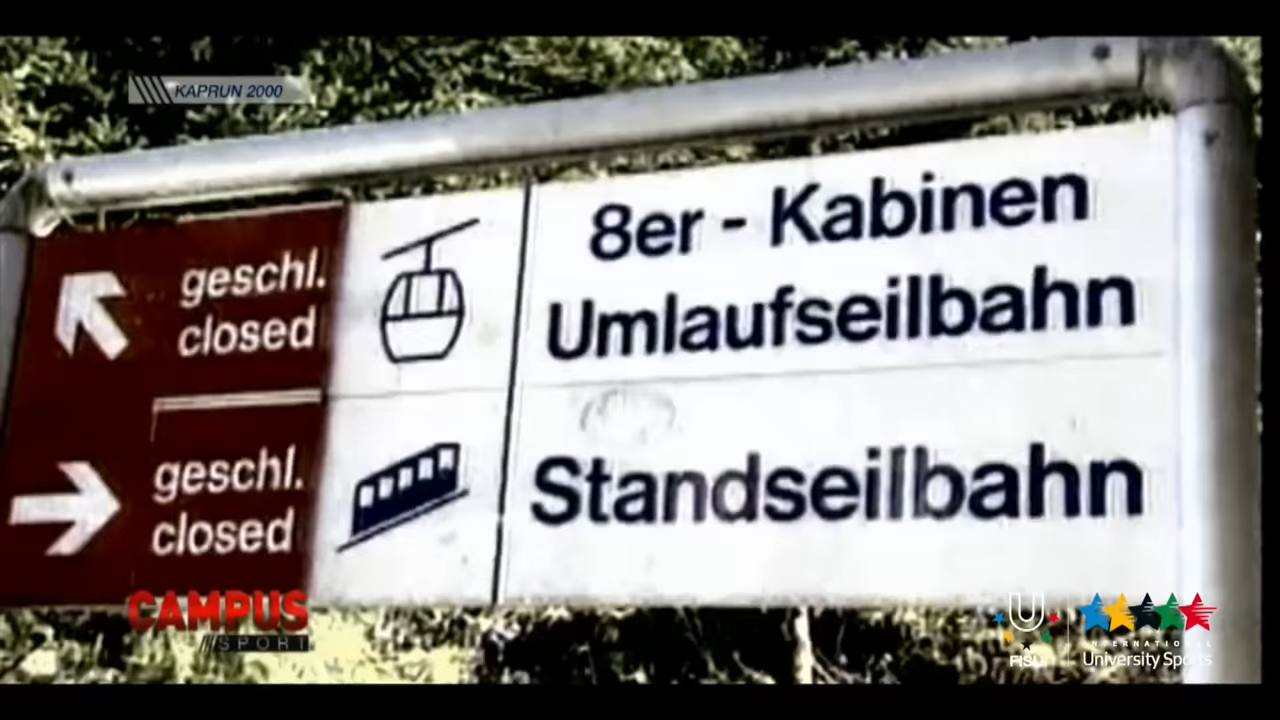 KAPRUN 2000
8er - Kabinen
Umlaufseilbahn
geschl.
closed
Standseilbahn
geschl.
closed
CAMPUS
///SPORT
U
FISU
INTERNATIONAL
University Sports